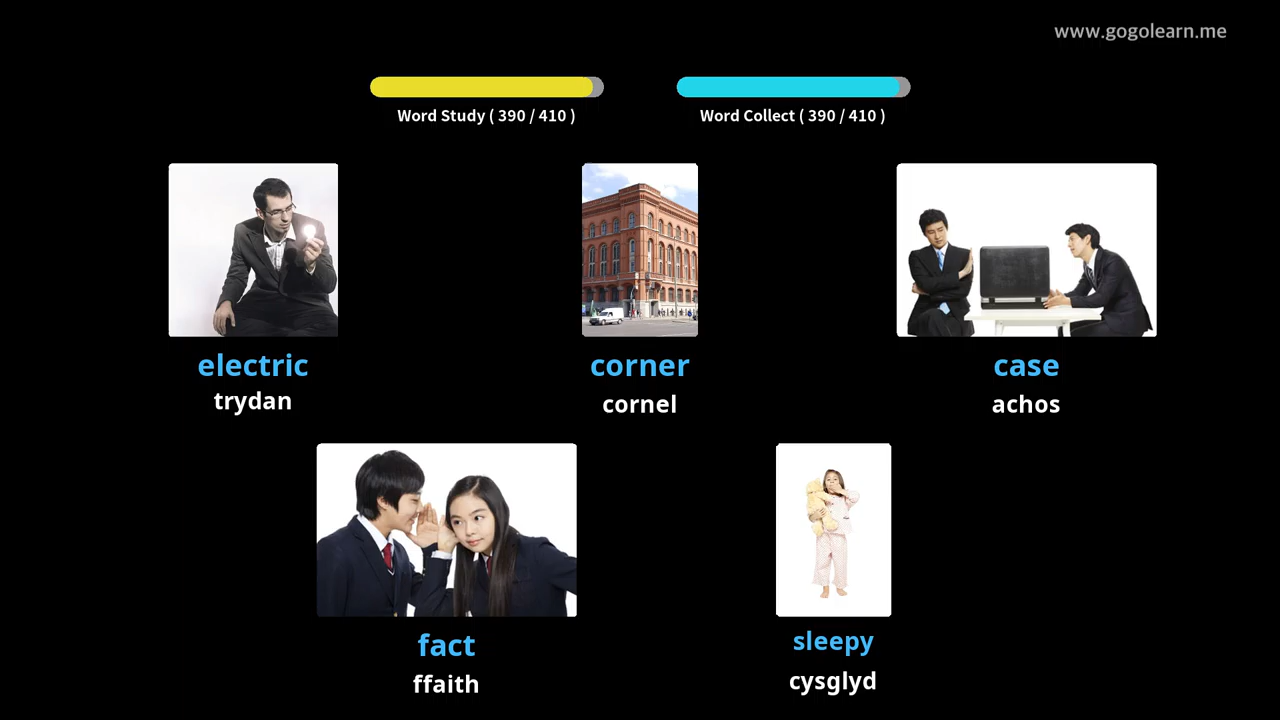 www.gogolearn.me
Word Study ( 390 / 410 )
Word Collect ( 390 / 410 )
electric
trydan
corner
cornel
case
achos
fact
ffaith
sleepy
cysglyd